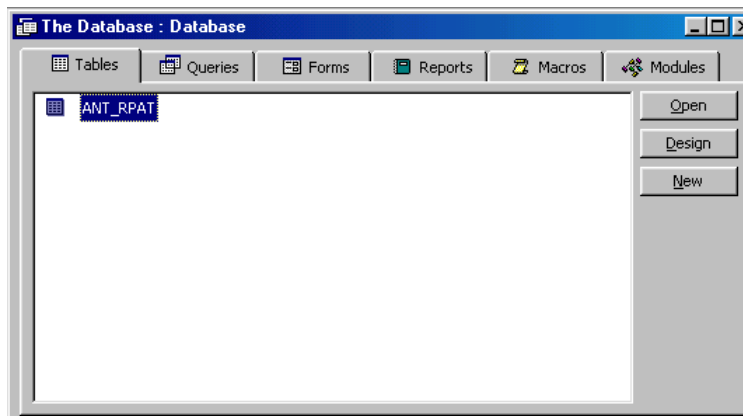 The Database : Database
Tables Queries Forms Reports Macros Modules
ANT_RPAT
Open
Design
New